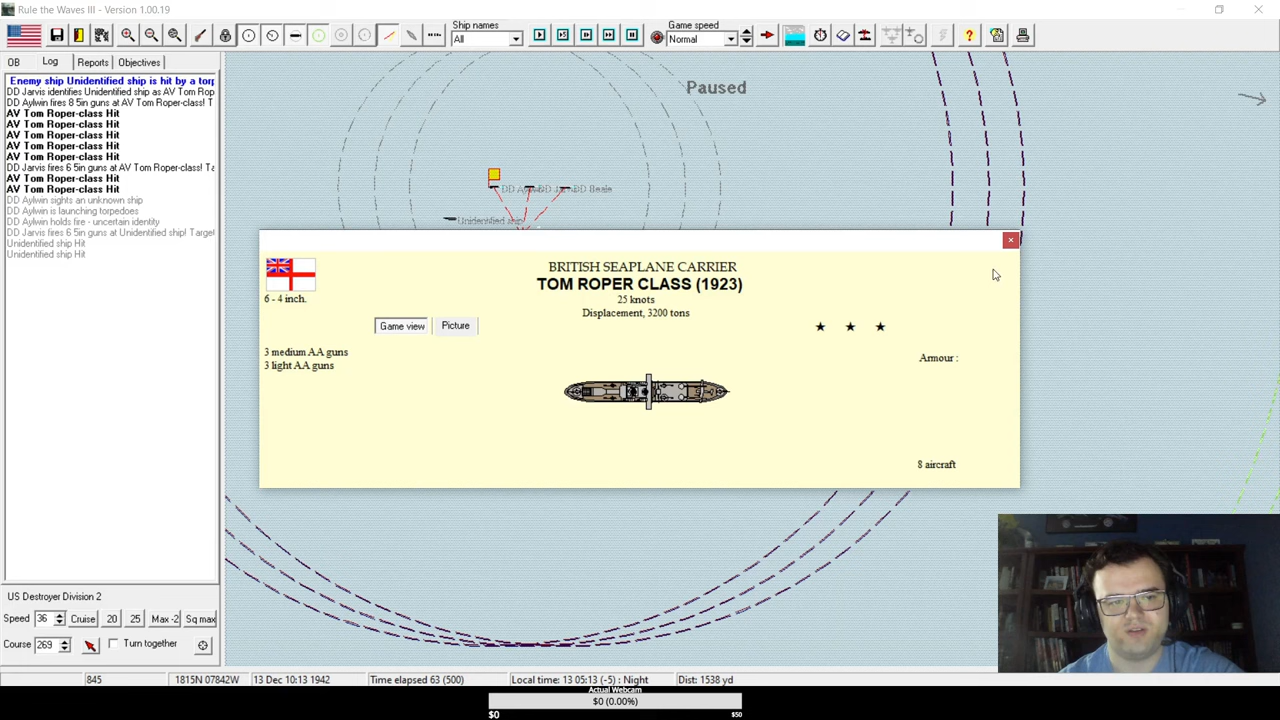 Rule the Waves III - Version 1.00.19
Ship names
All
Game speed
Normal
OB
Log
Reports
Objectives
Enemy ship Unidentified ship is hit by a torp
DD Jarvis identifies Unidentified ship as AV Tom Rop
DD Aylwin fires 8 5in guns at AV Tom Roper-class! T
AV Tom Roper-class Hit
AV Tom Roper-class Hit
AV Tom Roper-class Hit
AV Tom Roper-class Hit
AV Tom Roper-class Hit
DD Jarvis fires 6 5in guns at AV Tom Roper-class! Ta
AV Tom Roper-class Hit
AV Tom Roper-class Hit
DD Aylwin sights an unknown ship
DD Aylwin is launching torpedoes
DD Aylwin holds fire - uncertain identity
DD Jarvis fires 6 5in guns at Unidentified ship! Target
Unidentified ship Hit
Unidentified ship Hit
Paused
DD DD DD Beale
Unidentified ship
BRITISH SEAPLANE CARRIER
TOM ROPER CLASS (1923)
25 knots
Displacement, 3200 tons
6 - 4 inch.
Game view
Picture
★ ★ ★
3 medium AA guns
3 light AA guns
Armour :
8 aircraft
US Destroyer Division 2
Speed 36 Cruise 20 25 Max -2 Sq max
Course 269 Turn together
845
1815N 07842W
13 Dec 10:13 1942
Time elapsed 63 (500)
Local time: 13 05:13 (-5) : Night
Dist: 1538 yd
Actual Webcam
$0 (0.00%)
$0
$50